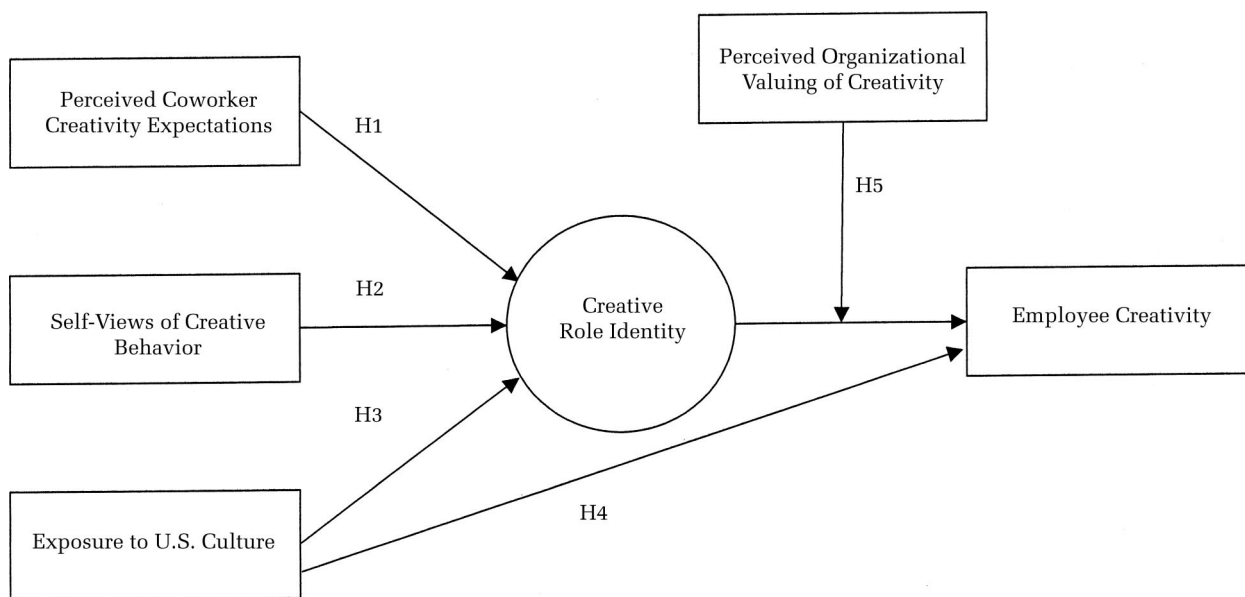 Perceived Organizational
Valuing of Creativity
Perceived Coworker
Creativity Expectations
H1
H5
H2
Creative
Role Identity
Employee Creativity
Self-Views of Creative
Behavior
H3
H4
Exposure to U.S. Culture